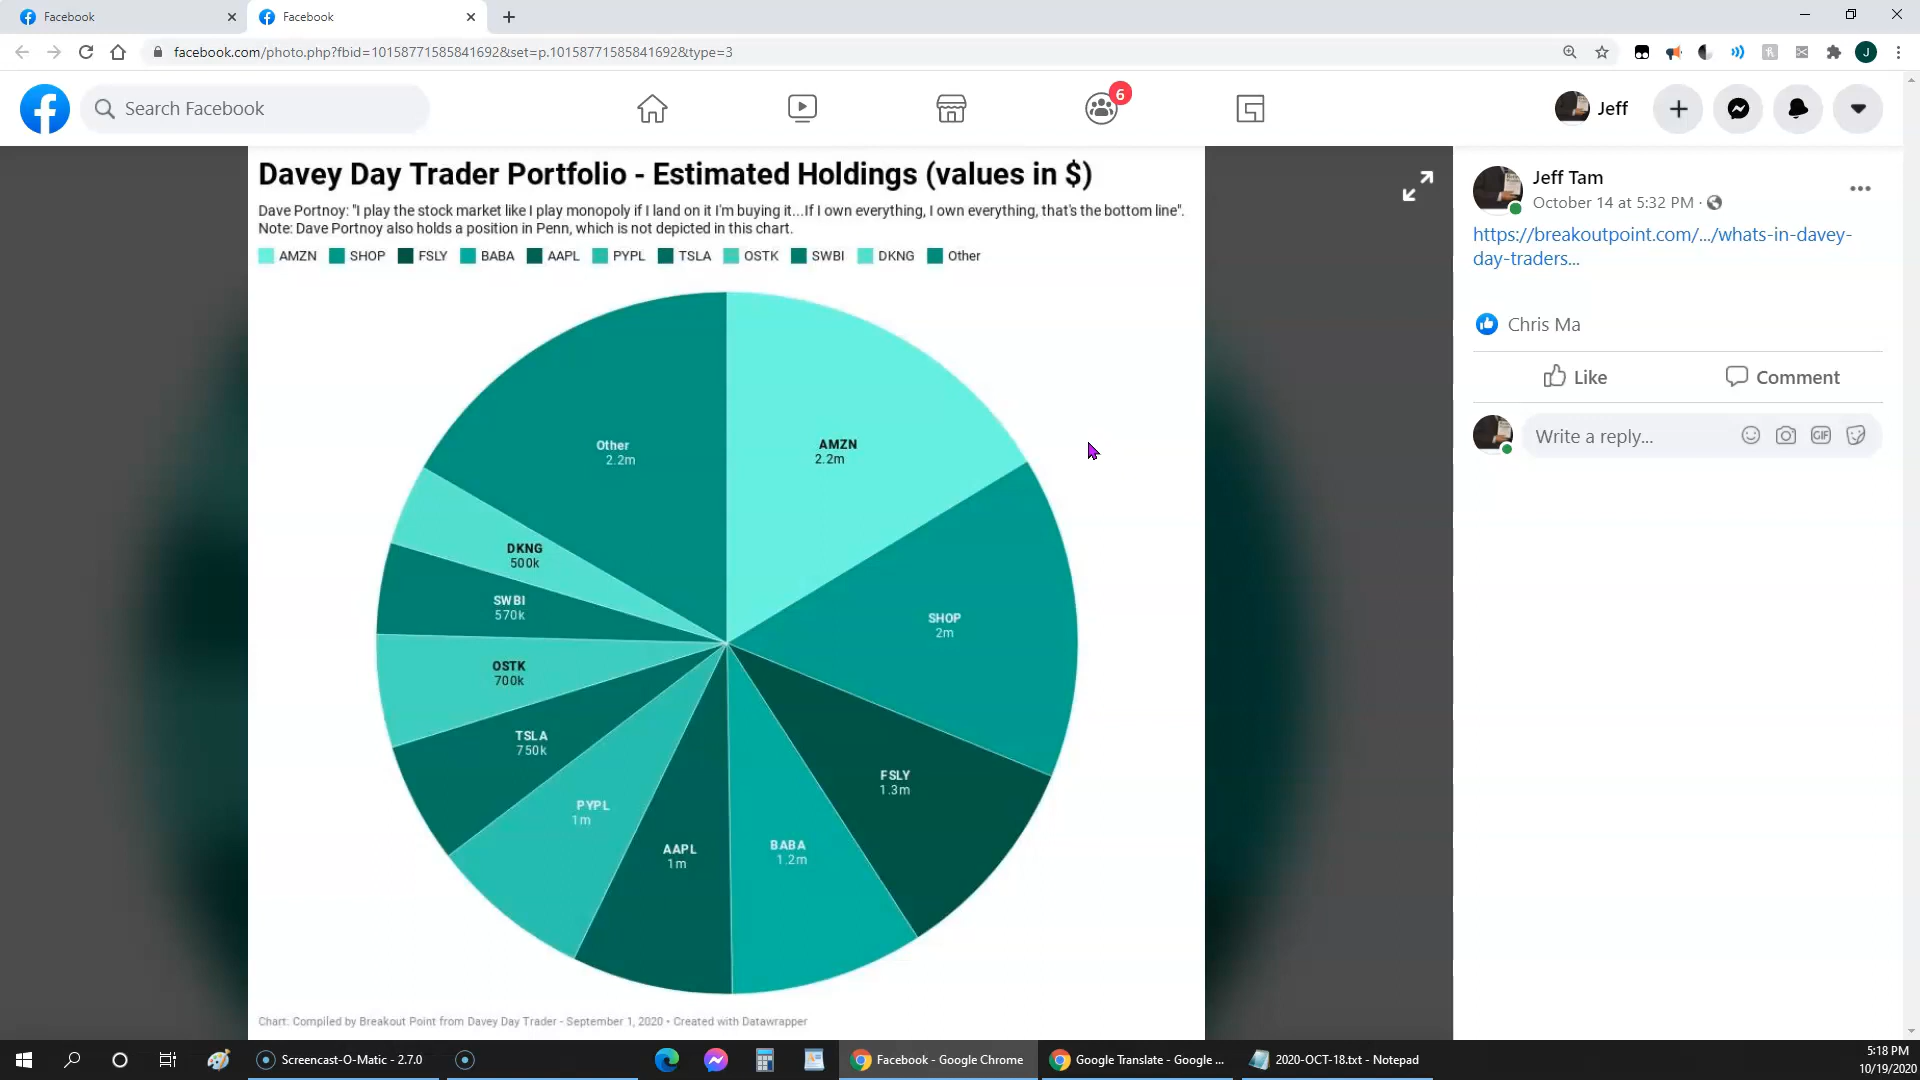 Facebook
Facebook
facebook.com/photo.php?fbid=10158771585841692&set=p.10158771585841692&type=3
J
Search Facebook
6
Jeff
Davey Day Trader Portfolio - Estimated Holdings (values in $)
Dave Portnoy: "I play the stock market like I play monopoly if I land on it I'm buying it...If I own everything, I own everything, that's the bottom line".
Note: Dave Portnoy also holds a position in Penn, which is not depicted in this chart.
AMZN SHOP FSLY BABA AAPL PYPL TSLA OSTK SWBI DKNG Other
Other
2.2m
AMZN
2.2m
DKNG
500k
SWBI
570k
SHOP
2m
OSTK
700k
TSLA
750k
FSLY
1.3m
PYPL
1m
AAPL
1m
BABA
1.2m
Chart: Compiled by Breakout Point from Davey Day Trader - September 1, 2020 • Created with Datawrapper
Jeff Tam
October 14 at 5:32 PM ·
https://breakoutpoint.com/.../whats-in-davey-
day-traders...
Chris Ma
Like
Comment
Write a reply...
GIF
Screencast-O-Matic - 2.7.0
Facebook - Google Chrome
Google Translate - Google ...
2020-OCT-18.txt - Notepad
5:18 PM
10/19/2020